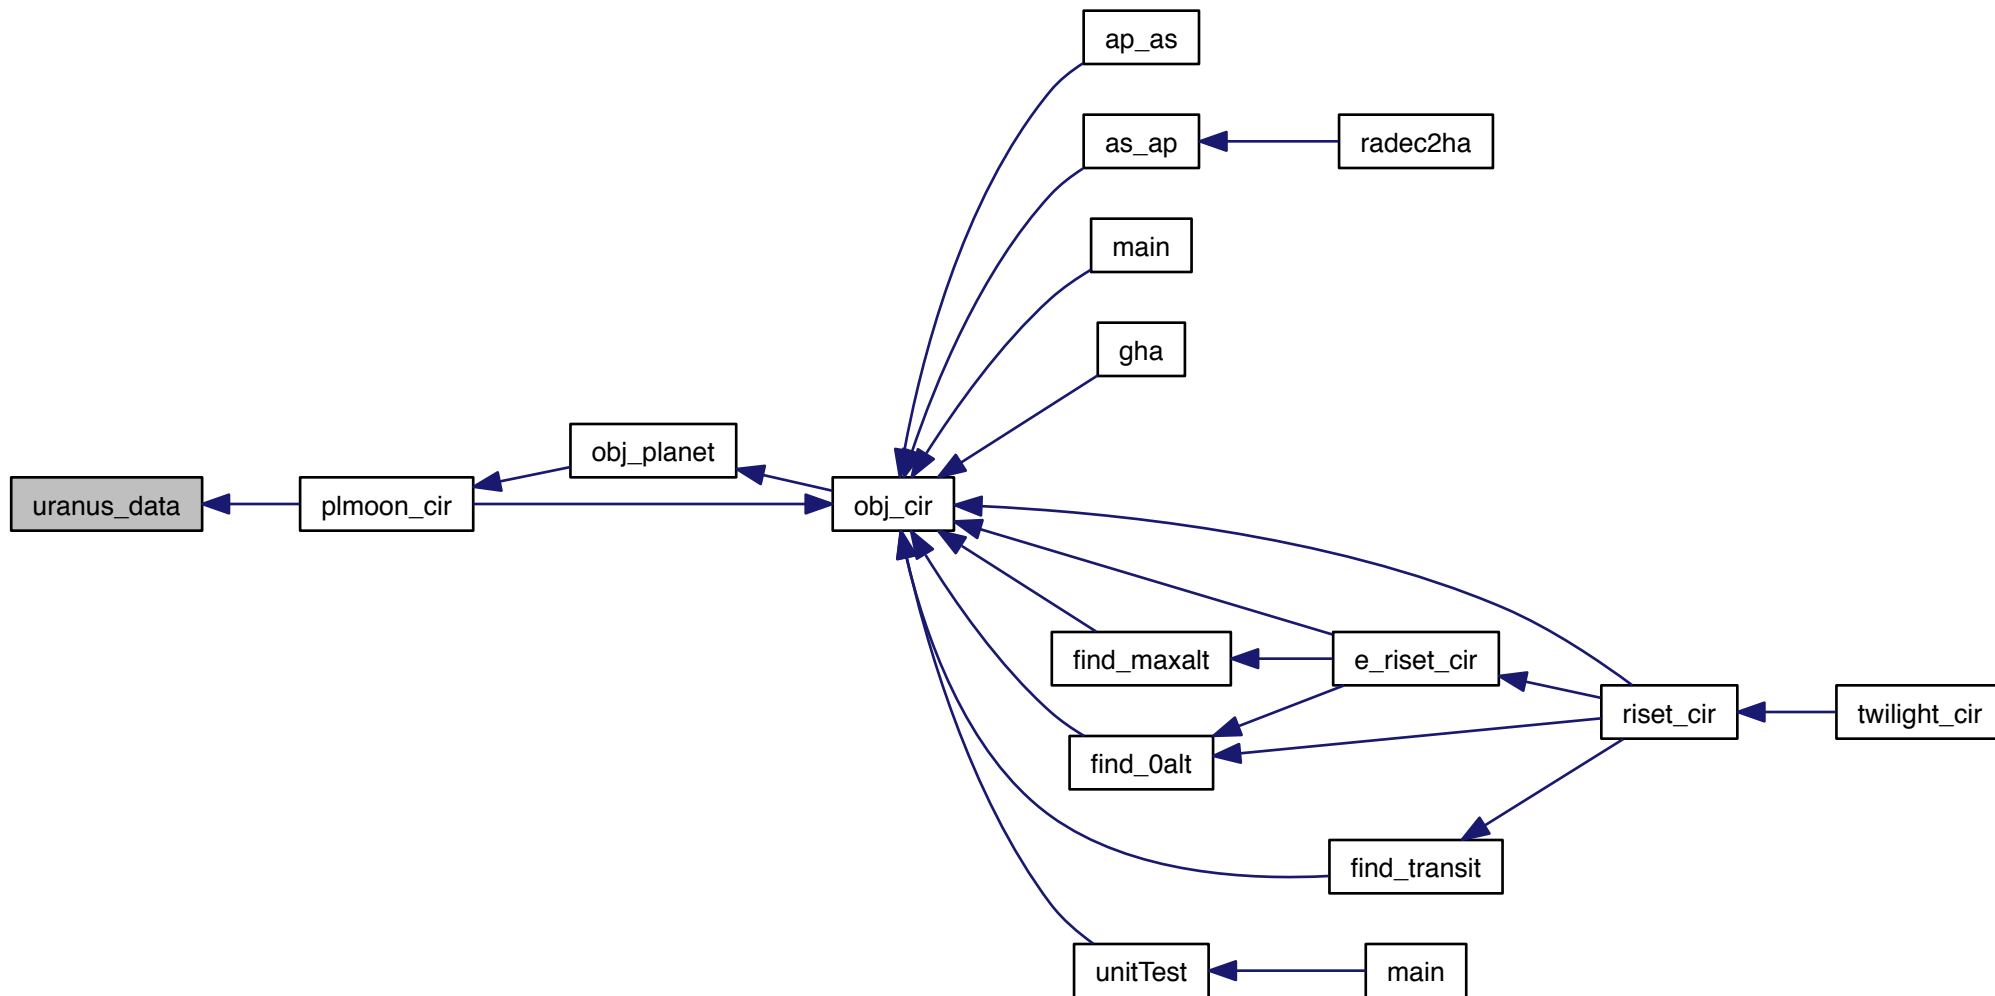 ap_as
as_ap
radec2ha
main
gha
obj_planet
uranus_data
plmoon_cir
obj_cir
find_maxalt
e_riset_cir
riset_cir
twilight_cir
find_0alt
find_transit
unitTest
main